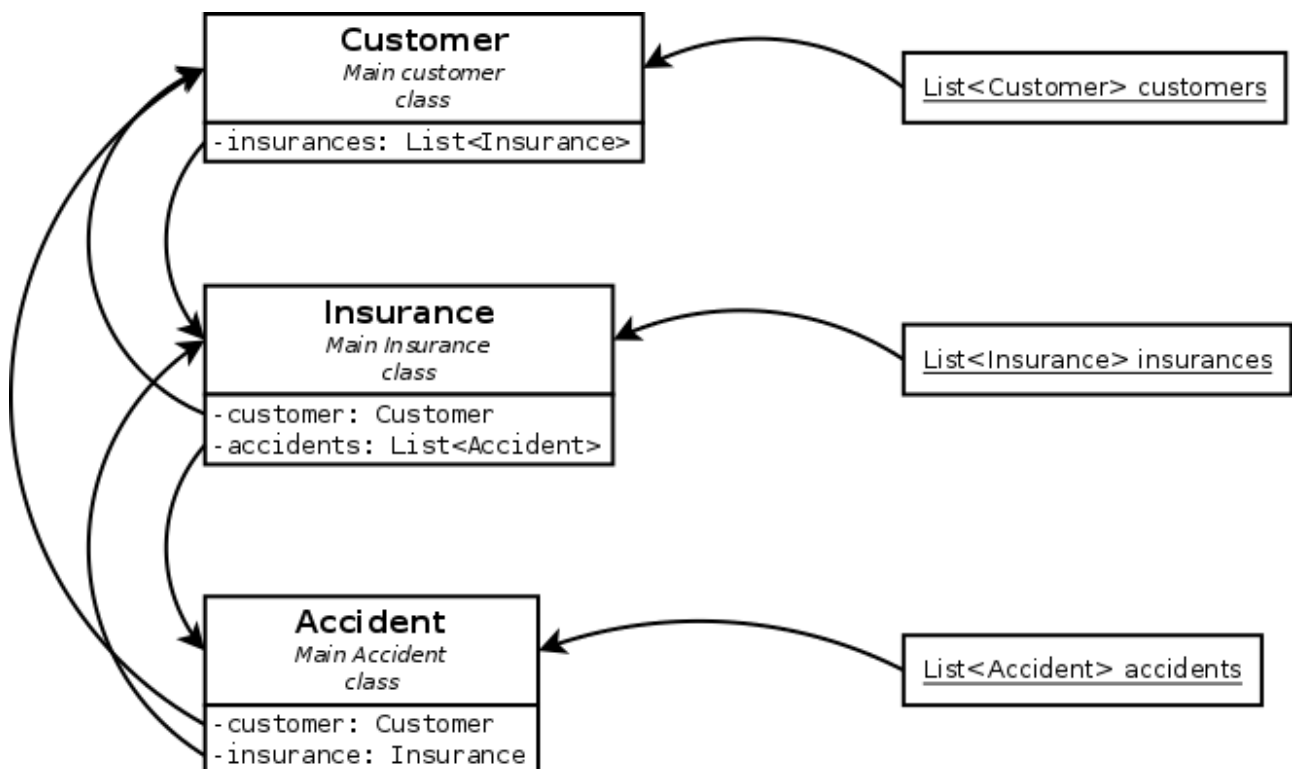 Customer
Main customer
class
-insurances: List<Insurance>
List<Customer> customers
Insurance
Main Insurance
class
-customer: Customer
-accidents: List<Accident>
List<Insurance> insurances
Accident
Main Accident
class
-customer: Customer
-insurance: Insurance
List<Accident> accidents